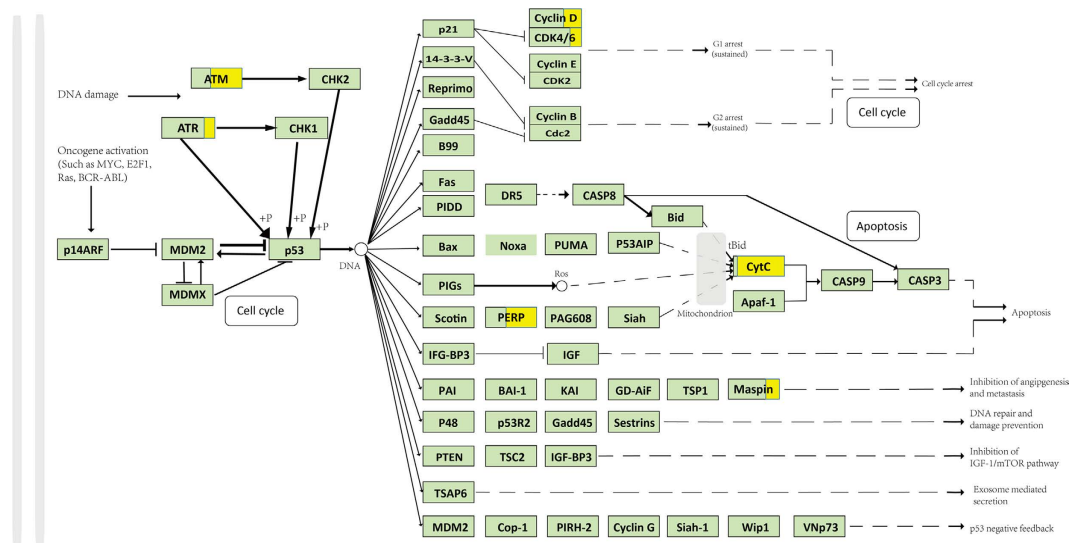 p21
Cyclin D
CDK4/6
G1 arrest
(sustained)
14-3-3-V
Cyclin E
CDK2
ATM
CHK2
DNA damage
Reprimo
Cell cycle arrest
Gadd45
Cyclin B
Cdc2
G2 arrest
(sustained)
Cell cycle
ATR
CHK1
B99
Oncogene activation
(Such as MYC, E2F1,
Ras, BCR-ABL)
Fas
DR5
CASP8
PIDD
Bid
Apoptosis
+P
+P
+P
p14ARF
MDM2
p53
DNA
Bax
Noxa
PUMA
P53AIP
tBid
CytC
MDMX
PIGs
Ros
CASP9
CASP3
Cell cycle
Mitochondrion
Apaf-1
Scotin
PERP
PAG608
Siah
Apoptosis
IFG-BP3
IGF
PAI
BAI-1
KAI
GD-AiF
TSP1
Maspin
Inhibition of angipgenesis
and metastasis
P48
p53R2
Gadd45
Sestrins
DNA repair and
damage prevention
PTEN
TSC2
IGF-BP3
Inhibition of
IGF-1/mTOR pathway
TSAP6
Exosome mediated
secretion
MDM2
Cop-1
PIRH-2
Cyclin G
Siah-1
Wip1
VNp73
p53 negative feedback